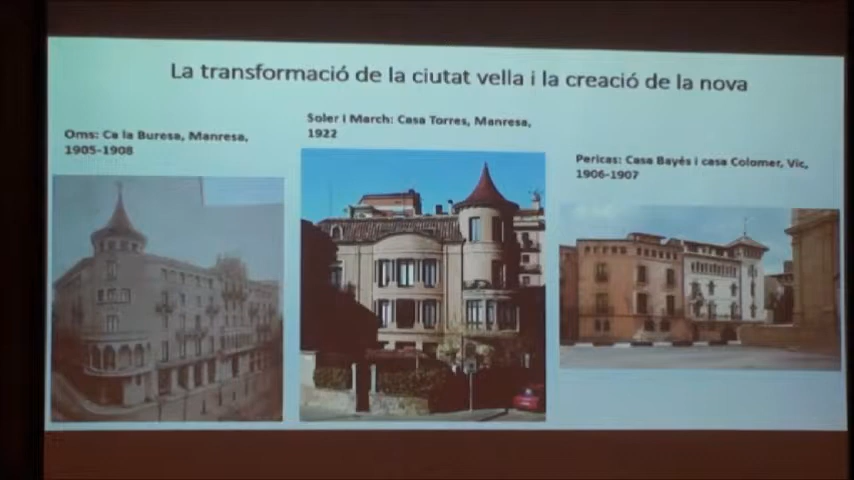 La transformació de la ciutat vella i la creació de la nova
Oms: Ca la Buresa, Manresa,
1905-1908
Soler i March: Casa Torres, Manresa,
1922
Pericas: Casa Bayés i casa Colomer, Vic,
1906-1907